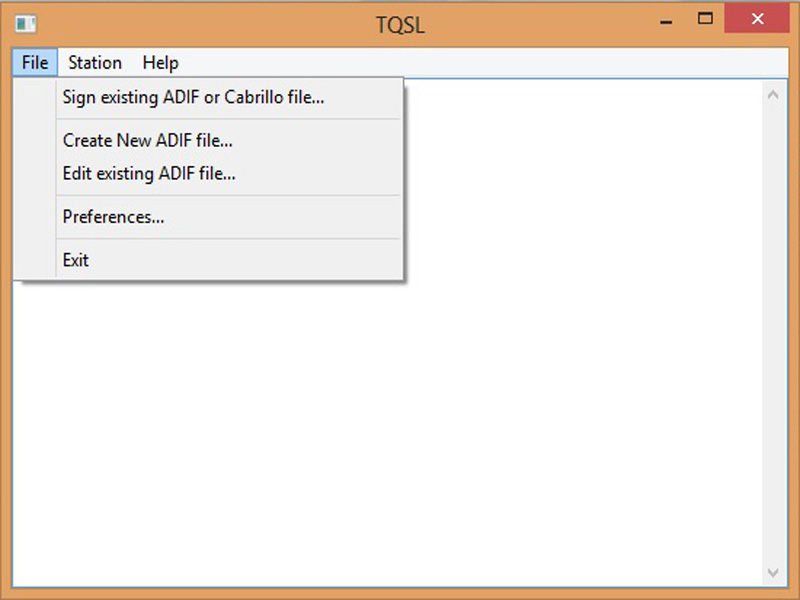 TQSL
File Station Help
Sign existing ADIF or Cabrillo file...
Create New ADIF file...
Edit existing ADIF file...
Preferences...
Exit